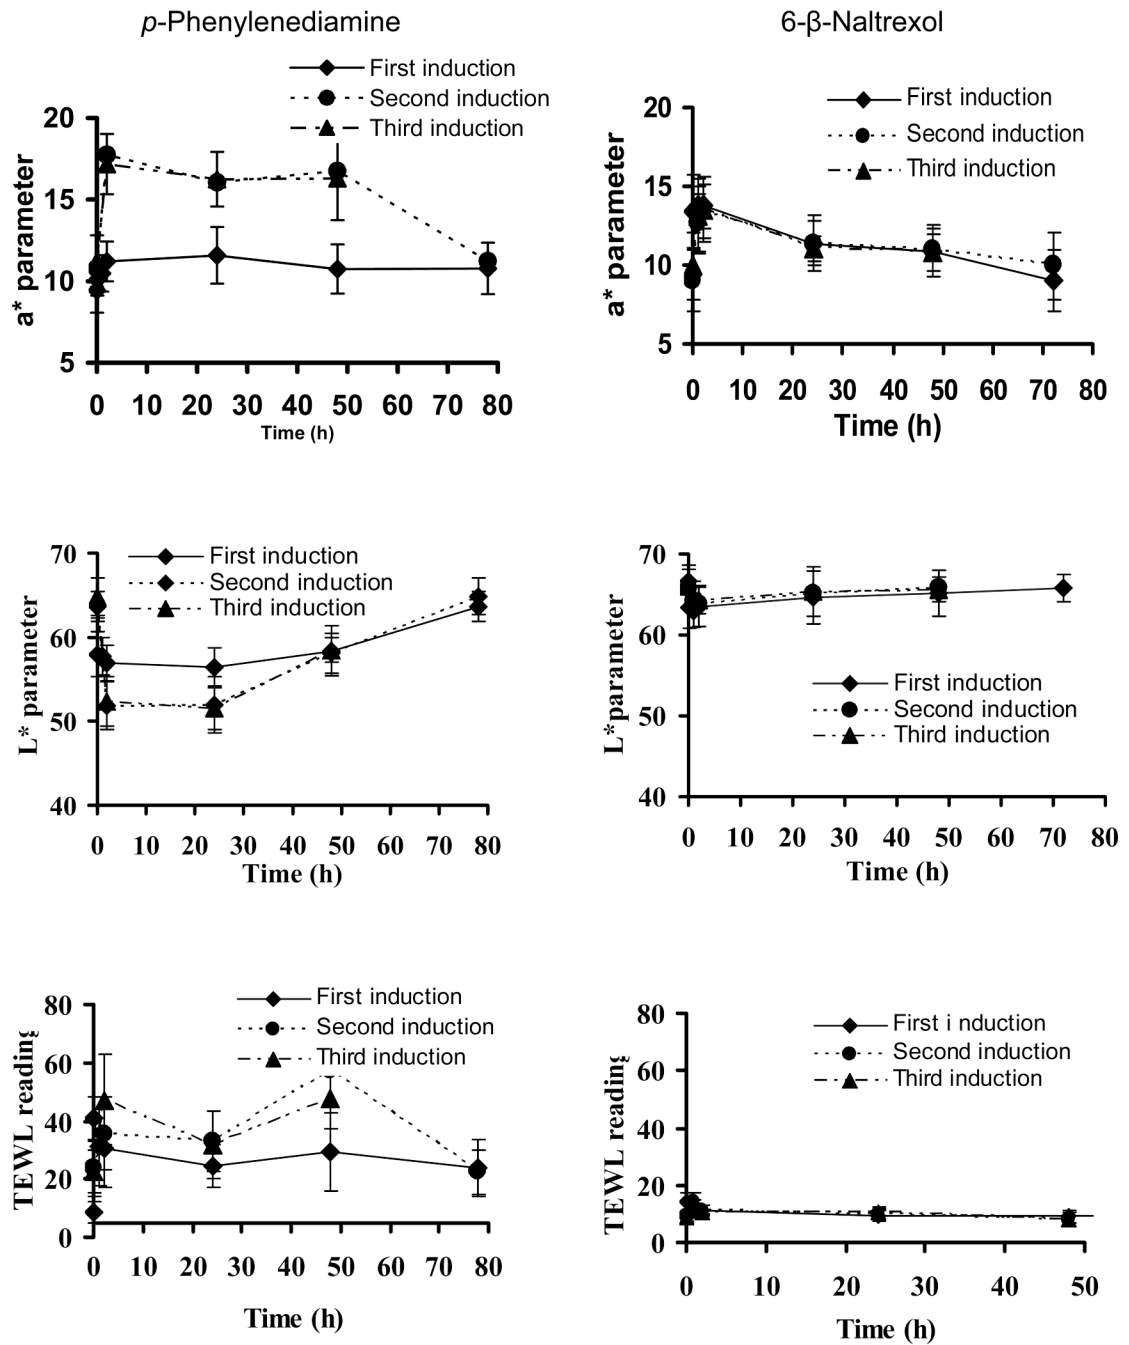 p-Phenylenediamine
6-β-Naltrexol
First induction
Second induction
Third induction
20
15
10
5
a* parameter
0 10 20 30 40 50 60 70 80
Time (h)
First induction
Second induction
Third induction
20
15
10
5
a* parameter
0 10 20 30 40 50 60 70 80
Time (h)
First induction
Second induction
Third induction
70
60
50
40
L* parameter
0 10 20 30 40 50 60 70 80
Time (h)
70
60
50
40
L*parameter
First induction
Second induction
Third induction
0 10 20 30 40 50 60 70 80
Time (h)
First induction
Second induction
Third induction
80
60
40
20
0
TEWL reading
0 10 20 30 40 50 60 70 80
Time (h)
First i nduction
Second induction
Third induction
80
60
40
20
0
TEWL reading
0 10 20 30 40 50
Time (h)